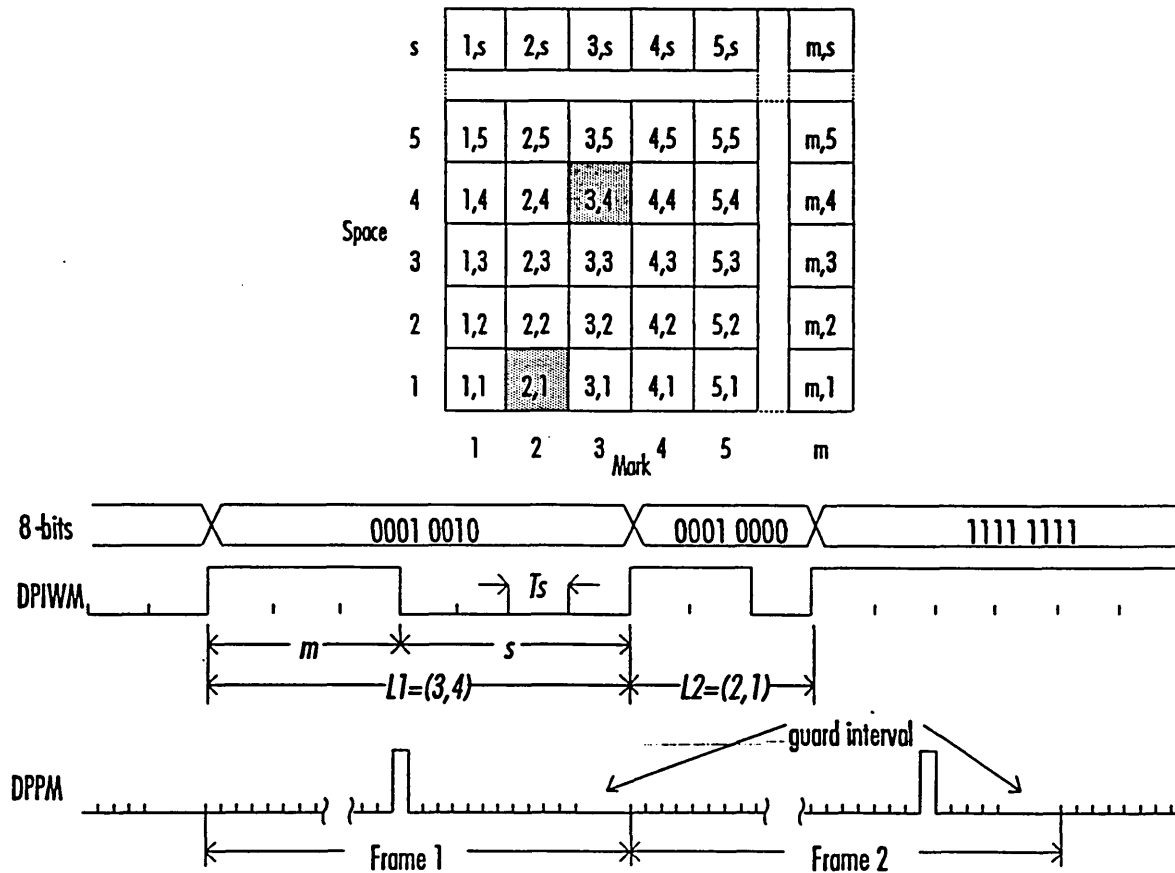 s 1,s 2,s 3,s 4,s 5,s m,s
5 1,5 2,5 3,5 4,5 5,5 m,5
4 1,4 2,4 3,4 4,4 5,4 m,4
Space
3 1,3 2,3 3,3 4,3 5,3 m,3
2 1,2 2,2 3,2 4,2 5,2 m,2
1 1,1 2,1 3,1 4,1 5,1 m,1
1 2 3 4 5 m
Mark
8-bits 0001 0010 0001 0000 1111 1111
DPIWM Ts
m s
L1=(3,4) L2=(2,1)
guard interval
DPPM
Frame 1 Frame 2